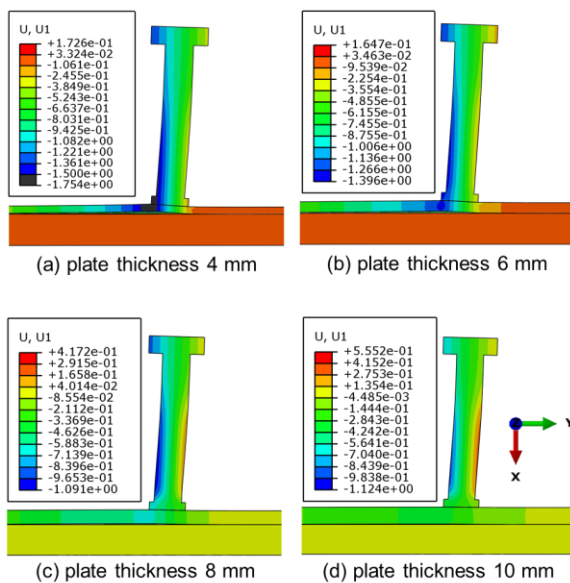 U, U1
+1.726e-01
+3.324e-02
-1.061e-01
-2.455e-01
-3.849e-01
-5.243e-01
-6.637e-01
-8.031e-01
-9.425e-01
-1.082e+00
-1.221e+00
-1.361e+00
-1.500e+00
-1.754e+00
(a) plate thickness 4 mm
U, U1
+1.647e-01
+3.463e-02
-9.539e-02
-2.254e-01
-3.554e-01
-4.855e-01
-6.155e-01
-7.455e-01
-8.755e-01
-1.006e+00
-1.136e+00
-1.266e+00
-1.396e+00
(b) plate thickness 6 mm
U, U1
+4.172e-01
+2.915e-01
+1.658e-01
+4.014e-02
-8.554e-02
-2.112e-01
-3.369e-01
-4.626e-01
-5.883e-01
-7.139e-01
-8.396e-01
-9.653e-01
-1.091e+00
(c) plate thickness 8 mm
U, U1
+5.552e-01
+4.152e-01
+2.753e-01
+1.354e-01
-4.485e-03
-1.444e-01
-2.843e-01
-4.242e-01
-5.641e-01
-7.040e-01
-8.439e-01
-9.838e-01
-1.124e+00
Z
Y
X
(d) plate thickness 10 mm